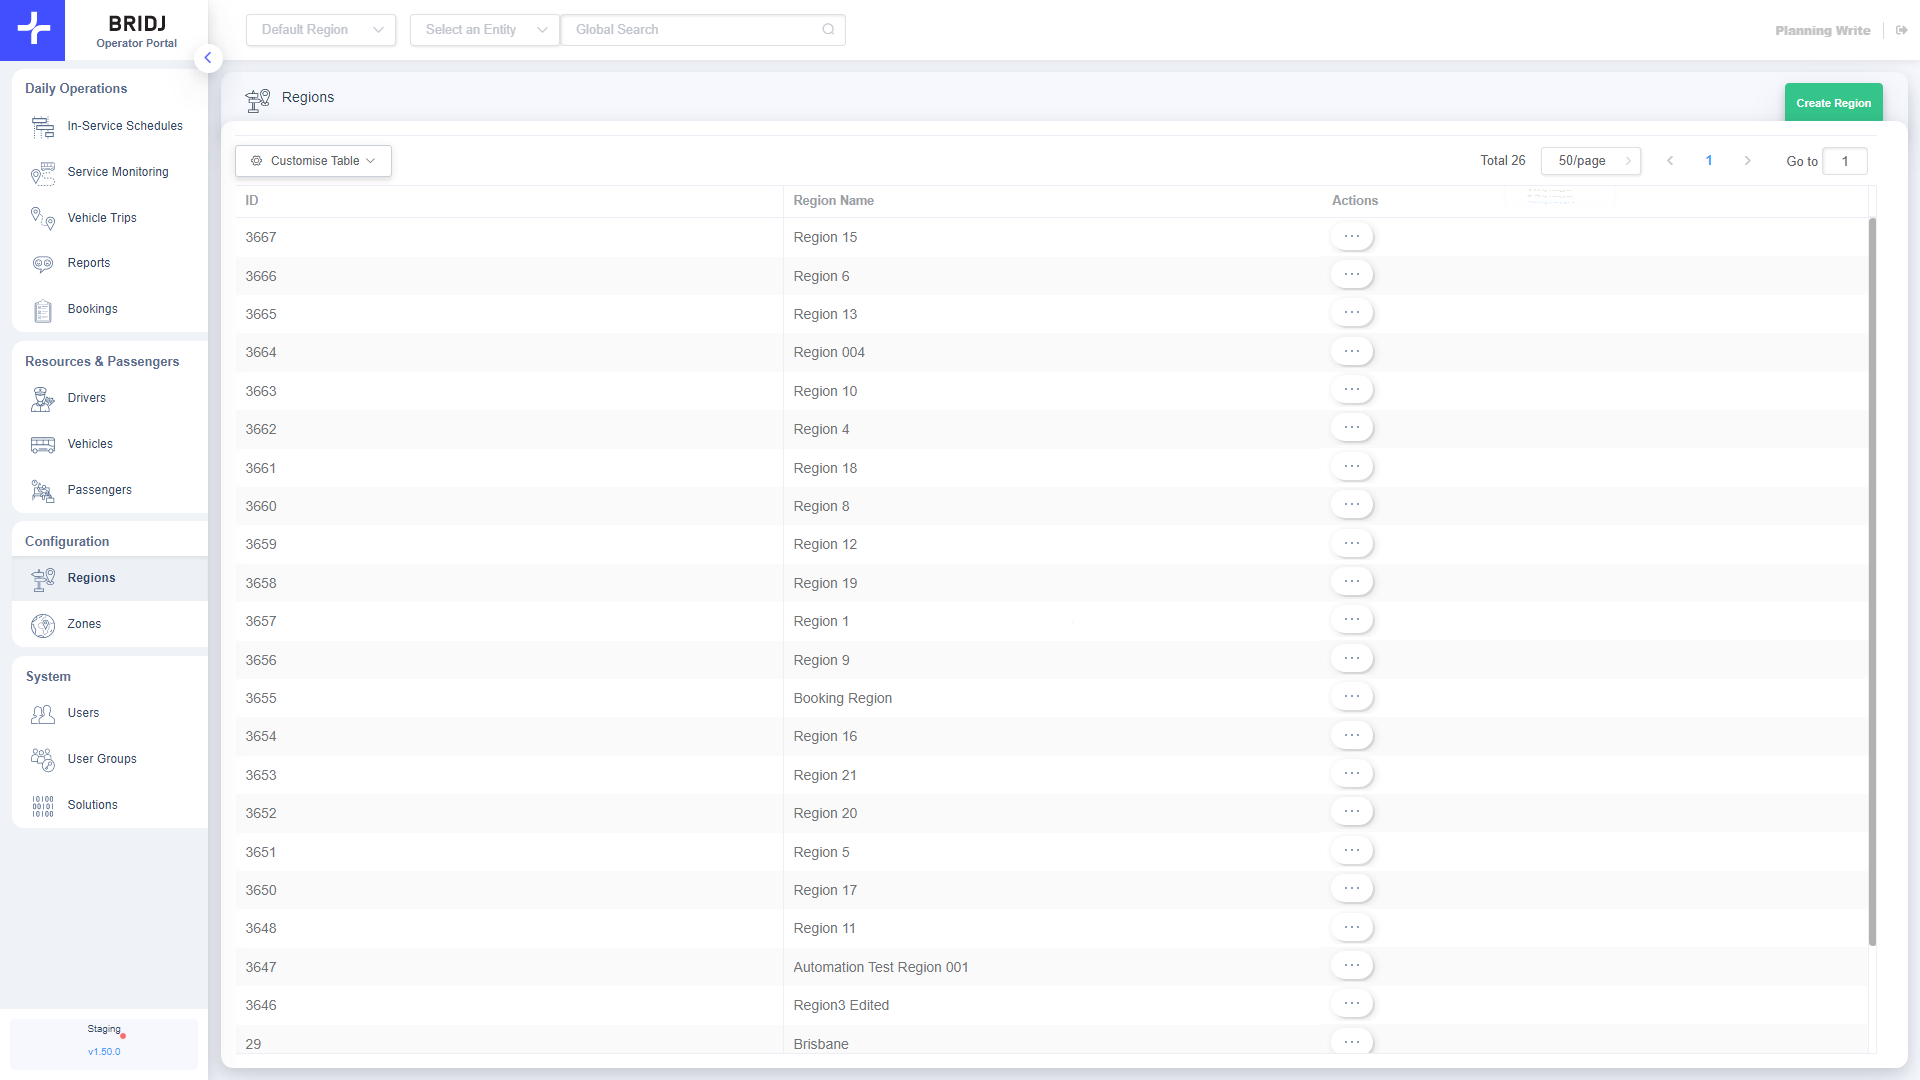 BRIDJ
Operator Portal
Default Region
Select an Entity
Global Search
Planning Write
Daily Operations
In-Service Schedules
Service Monitoring
Vehicle Trips
Reports
Bookings
Resources & Passengers
Drivers
Vehicles
Passengers
Configuration
Regions
Zones
System
Users
User Groups
Solutions
Staging
v1.50.0
Regions
Create Region
Customise Table
Total 26 50/page 1 Go to 1
ID Region Name Actions
3667 Region 15
3666 Region 6
3665 Region 13
3664 Region 004
3663 Region 10
3662 Region 4
3661 Region 18
3660 Region 8
3659 Region 12
3658 Region 19
3657 Region 1
3656 Region 9
3655 Booking Region
3654 Region 16
3653 Region 21
3652 Region 20
3651 Region 5
3650 Region 17
3648 Region 11
3647 Automation Test Region 001
3646 Region3 Edited
29 Brisbane